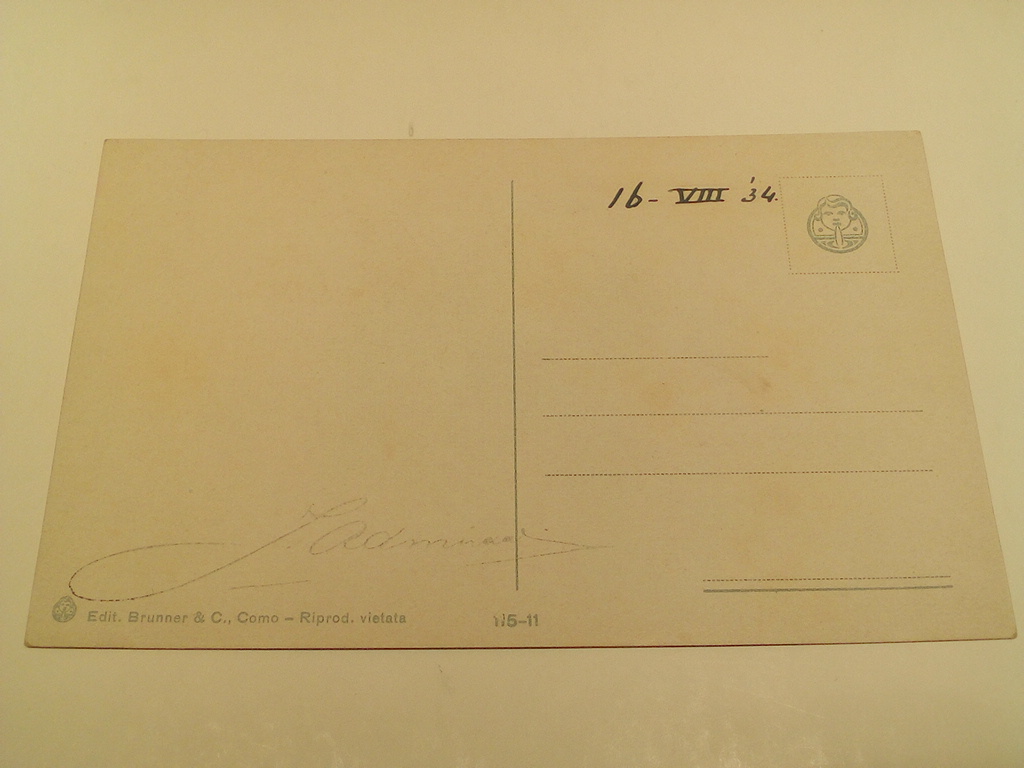 16- VIII '34.
Edit. Brunner & C., Como – Riprod. vietata
115-11